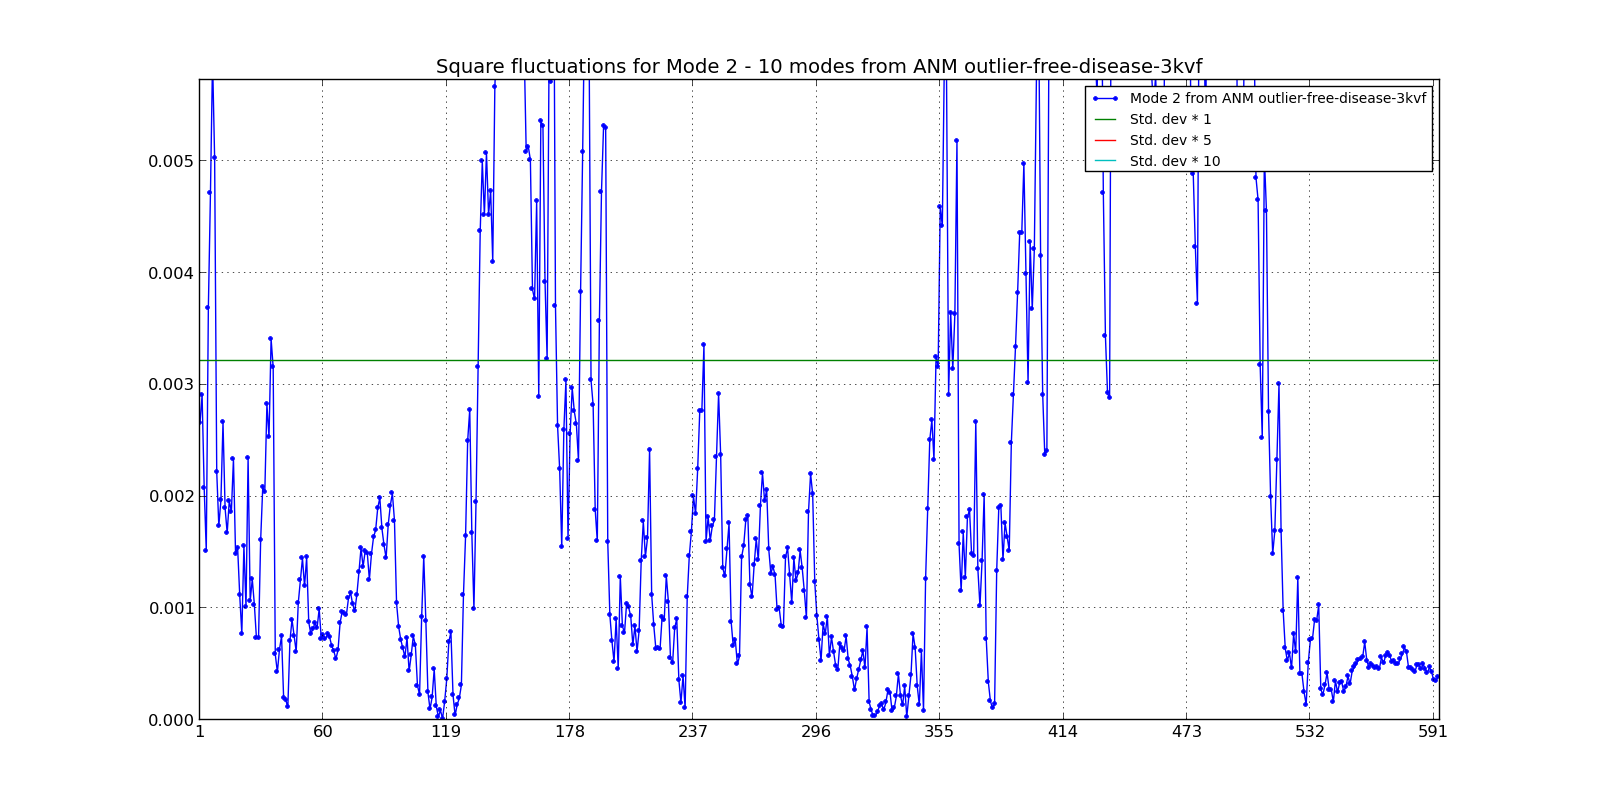 Square fluctuations for Mode 2 - 10 modes from ANM outlier-free-disease-3kvf
Mode 2 from ANM outlier-free-disease-3kvf
Std. dev * 1
Std. dev * 5
Std. dev * 10
0.005
0.004
0.003
0.002
0.001
0.000
1 60 119 178 237 296 355 414 473 532 591